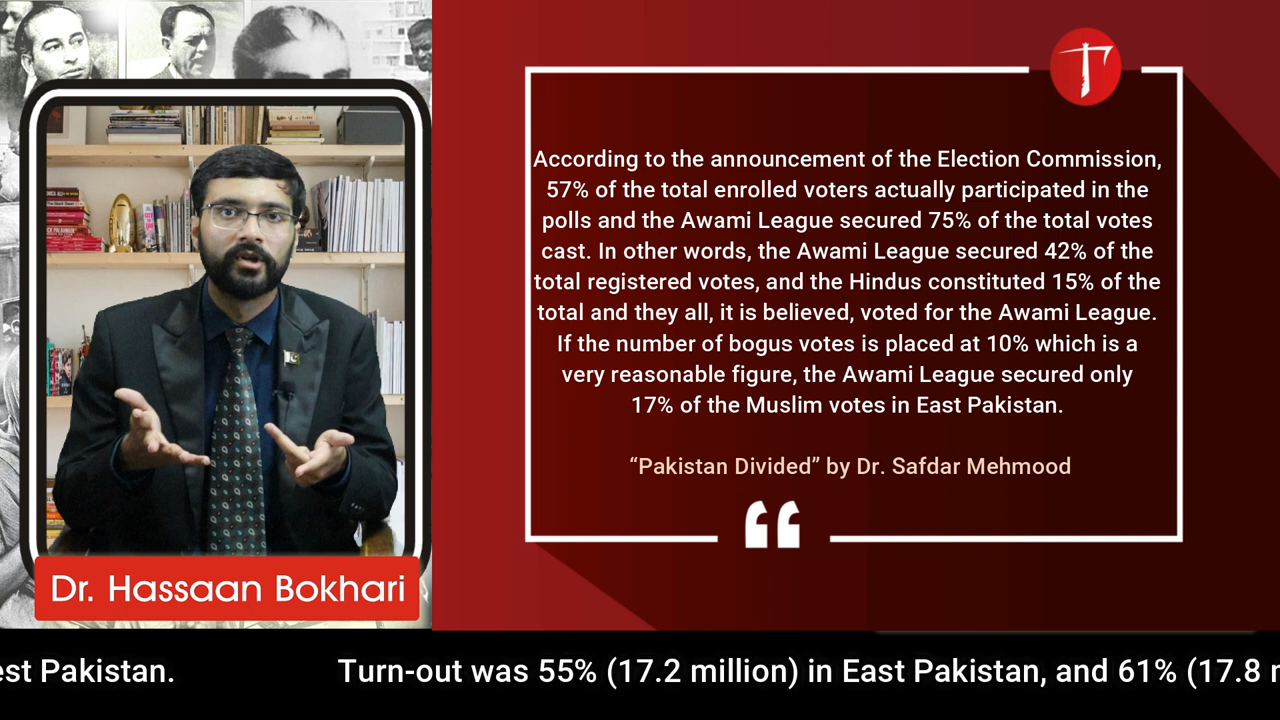 According to the announcement of the Election Commission,
57% of the total enrolled voters actually participated in the
polls and the Awami League secured 75% of the total votes
cast. In other words, the Awami League secured 42% of the
total registered votes, and the Hindus constituted 15% of the
total and they all, it is believed, voted for the Awami League.
If the number of bogus votes is placed at 10% which is a
very reasonable figure, the Awami League secured only
17% of the Muslim votes in East Pakistan.
“Pakistan Divided” by Dr. Safdar Mehmood
Dr. Hassaan Bokhari
est Pakistan. Turn-out was 55% (17.2 million) in East Pakistan, and 61% (17.8